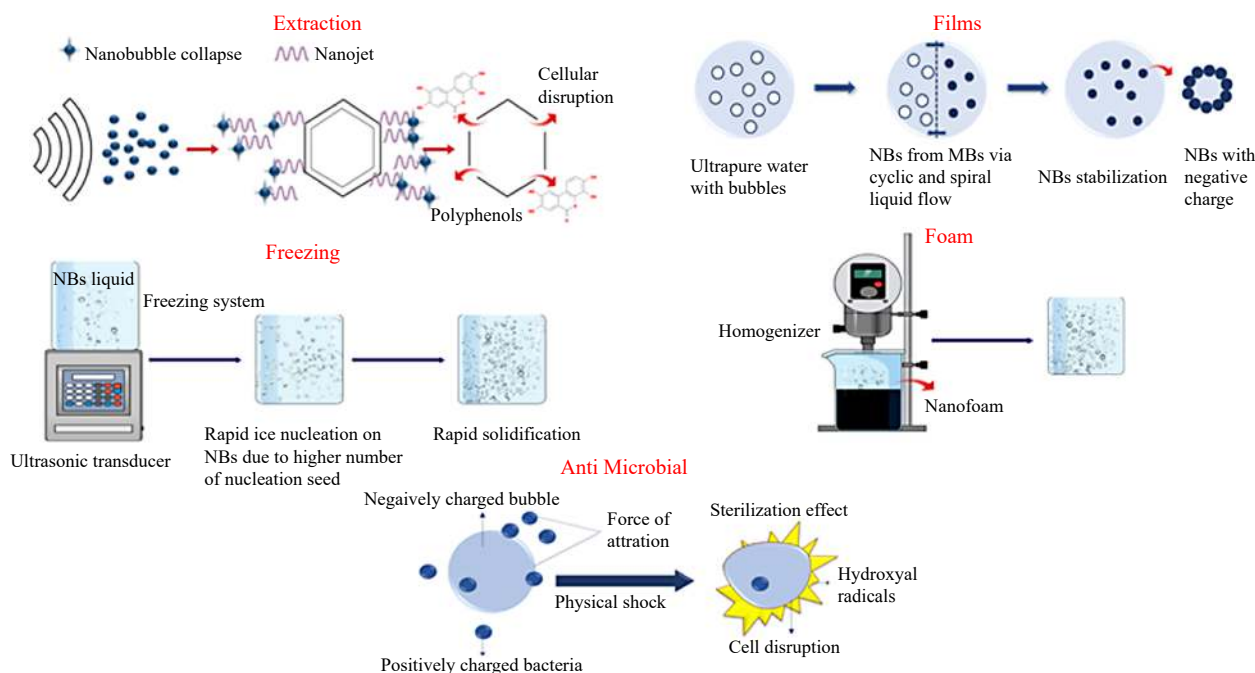 Extraction
Nanobubble collapse
Nanojet
Cellular
disruption
Polyphenols
Films
Ultrapure water
with bubbles
NBs from MBs via
cyclic and spiral
liquid flow
NBs stabilization
NBs with
negative
charge
Freezing
NBs liquid
Freezing system
Ultrasonic transducer
Rapid ice nucleation on
NBs due to higher number
of nucleation seed
Rapid solidification
Foam
Homogenizer
Nanofoam
Anti Microbial
Negaively charged bubble
Force of
attration
Positively charged bacteria
Physical shock
Sterilization effect
Hydroxyal
radicals
Cell disruption